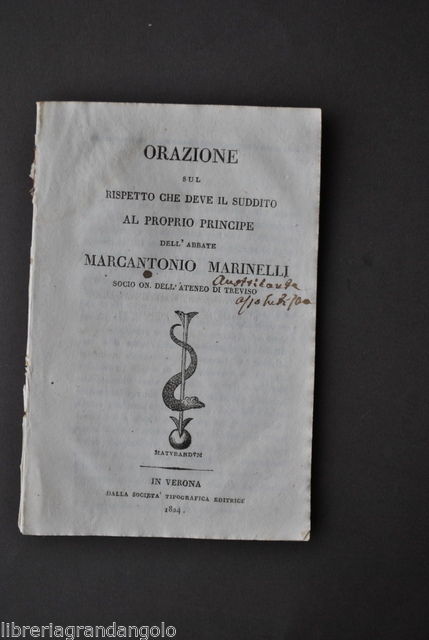 ORAZIONE
SUL
RISPETTO CHE DEVE IL SUDDITO
AL PROPRIO PRINCIPE
DELL' ABBATE
MARCANTONIO MARINELLI
SOCIO ON. DELL' ATENEO DI TREVISO
MATVRANDVM
IN VERONA
DALLA SOCIETA' TIPOGRAFICA EDITRICE
1824.
libreriagrandangolo